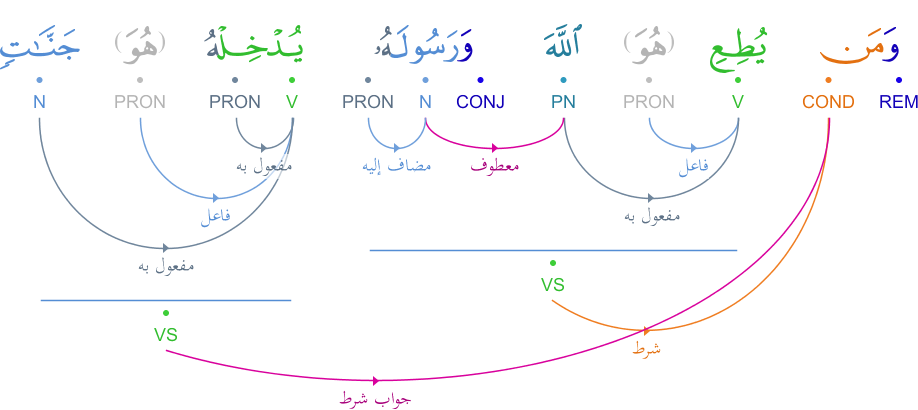 وَمَن يُطِعِ (هُوَ) ٱللَّهَ وَرَسُولَهُۥ يُدْخِلْهُ (هُوَ) جَنَّـٰتٍ
REM COND V PRON PN CONJ N PRON V PRON PRON N
فاعل معطوف مضاف إليه مفعول به
مفعول به فاعل
مفعول به
VS
VS
شرط
جواب شرط